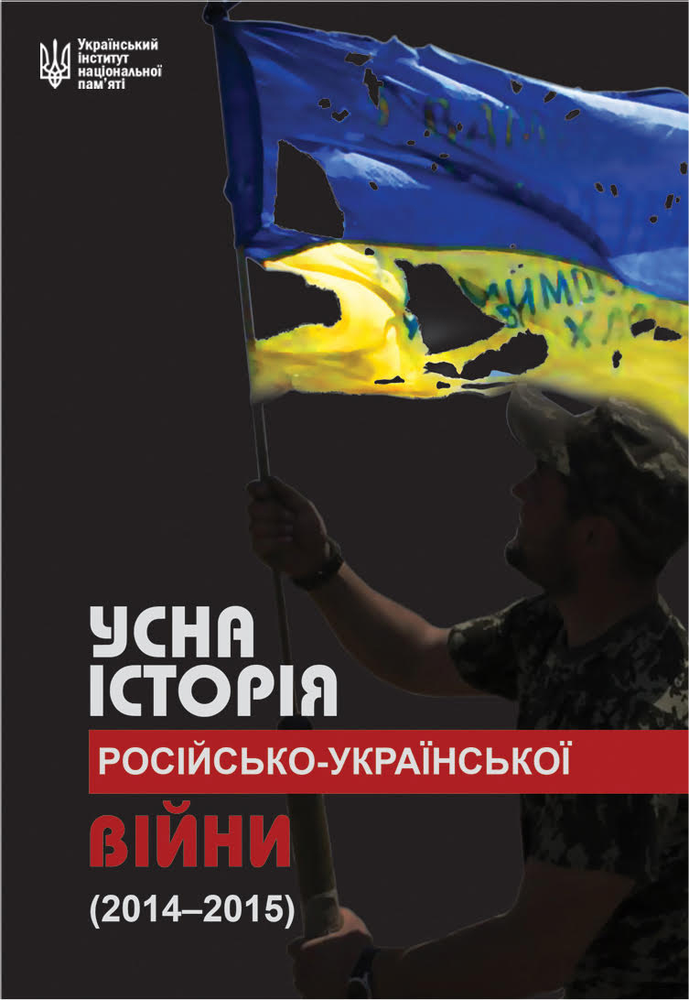 Український
інститут
національної
пам'яті
УСНА
ІСТОРІЯ
РОСІЙСЬКО-УКРАЇНСЬКОЇ
ВІЙНИ
(2014–2015)